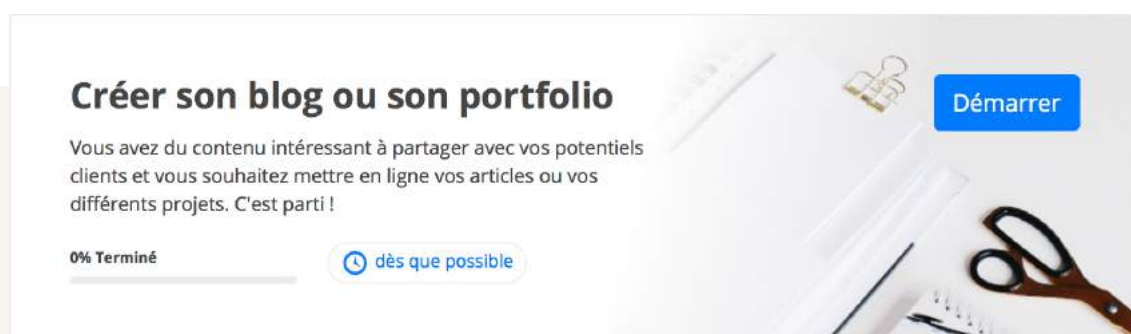 Créer son blog ou son portfolio
Démarrer
Vous avez du contenu intéressant à partager avec vos potentiels
clients et vous souhaitez mettre en ligne vos articles ou vos
différents projets. C'est parti !
0% Terminé
dès que possible